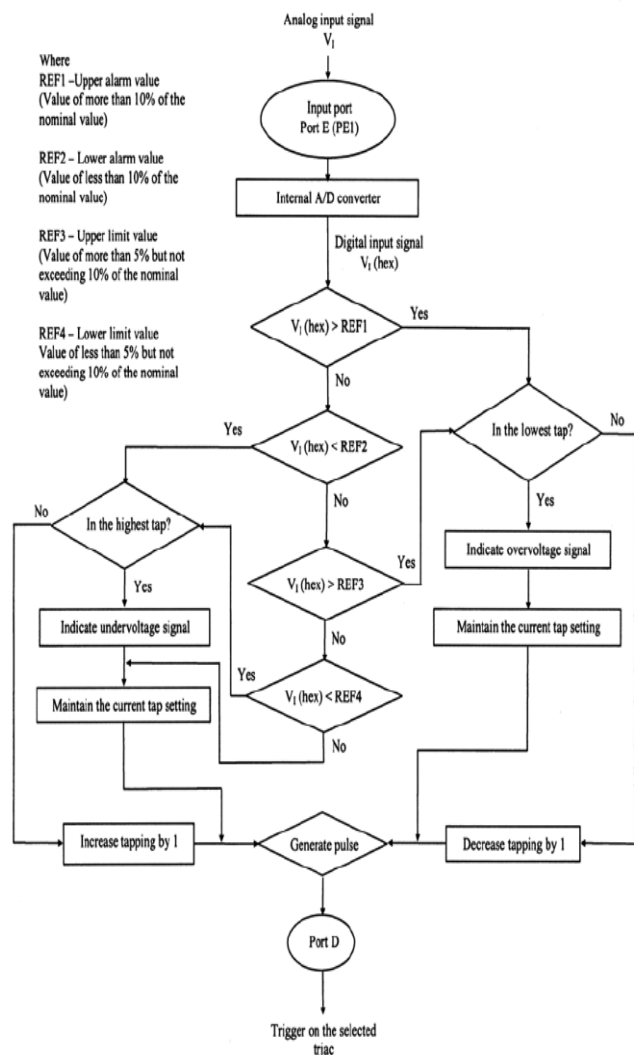 Analog input signal
V1
Where
REF1 –Upper alarm value
(Value of more than 10% of the
nominal value)
REF2 – Lower alarm value
(Value of less than 10% of the
nominal value)
REF3 – Upper limit value
(Value of more than 5% but not
exceeding 10% of the nominal
value)
REF4 – Lower limit value
Value of less than 5% but not
exceeding 10% of the nominal
value)
Input port
Port E (PE1)
Internal A/D converter
Digital input signal
V1 (hex)
V1 (hex) > REF1
Yes
No
In the lowest tap?
No
Yes
V1 (hex) < REF2
Yes
No
In the highest tap?
No
Yes
Indicate overvoltage signal
V1 (hex) > REF3
Yes
No
Indicate undervoltage signal
Maintain the current tap setting
Yes
V1 (hex) < REF4
Maintain the current tap setting
No
Increase tapping by 1
Generate pulse
Decrease tapping by 1
Port D
Trigger on the selected
triac